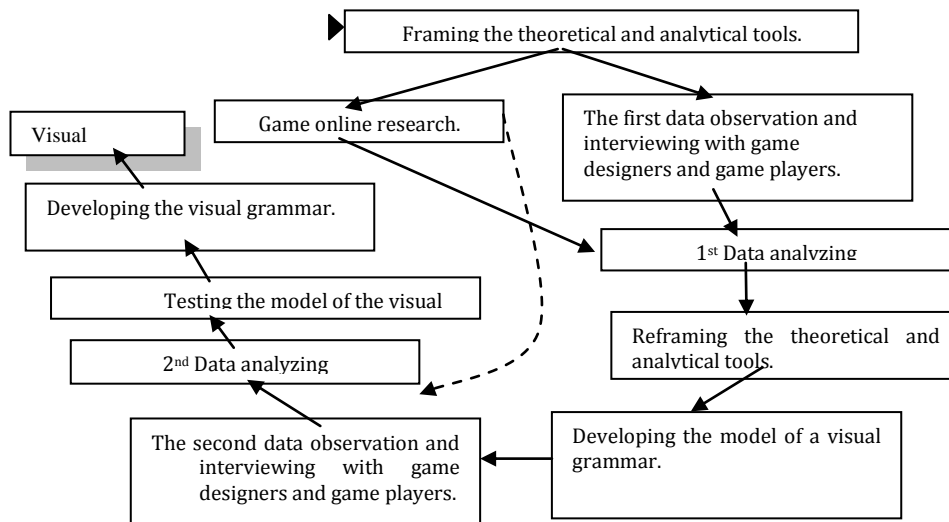 Framing the theoretical and analytical tools.
Game online research.
The first data observation and
interviewing with game
designers and game players.
Visual
Developing the visual grammar.
1st Data analyzing
Testing the model of the visual
Reframing the theoretical and
analytical tools.
2nd Data analyzing
Developing the model of a visual
grammar.
The second data observation and
interviewing with game
designers and game players.